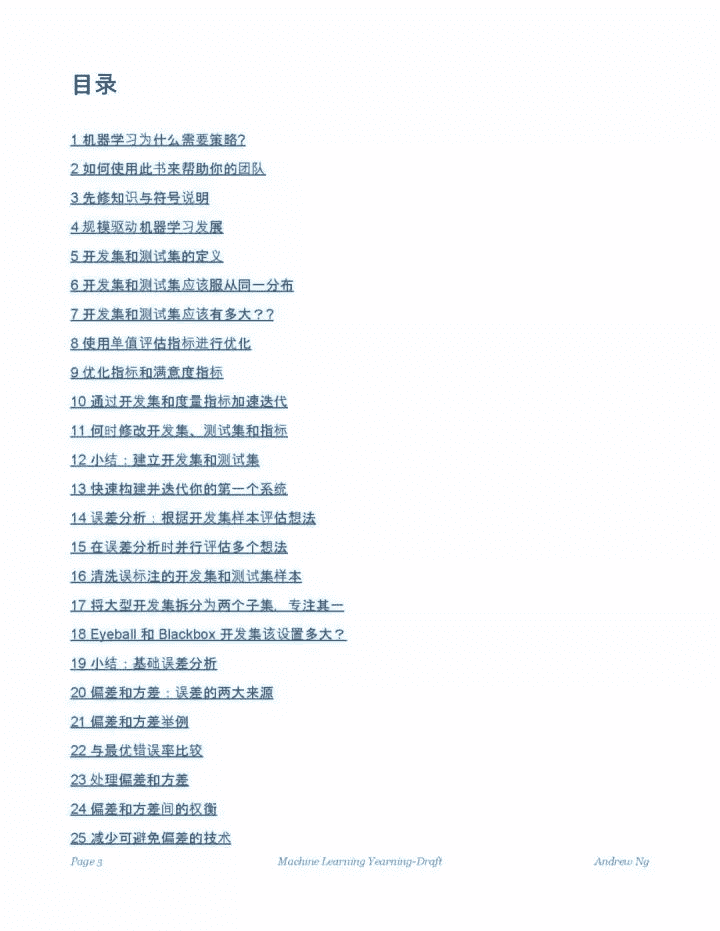 目录
1 机器学习为什么需要策略?
2 如何使用此书来帮助你的团队
3 先修知识与符号说明
4 规模驱动机器学习发展
5 开发集和测试集的定义
6 开发集和测试集应该服从同一分布
7 开发集和测试集应该有多大？?
8 使用单值评估指标进行优化
9 优化指标和满意度指标
10 通过开发集和度量指标加速迭代
11 何时修改开发集、测试集和指标
12 小结：建立开发集和测试集
13 快速构建并迭代你的第一个系统
14 误差分析：根据开发集样本评估想法
15 在误差分析时并行评估多个想法
16 清洗误标注的开发集和测试集样本
17 将大型开发集拆分为两个子集，专注其一
18 Eyeball 和 Blackbox 开发集该设置多大？
19 小结：基础误差分析
20 偏差和方差：误差的两大来源
21 偏差和方差举例
22 与最优错误率比较
23 处理偏差和方差
24 偏差和方差间的权衡
25 减少可避免偏差的技术
Page 3 Machine Learning Yearning-Draft Andrew Ng